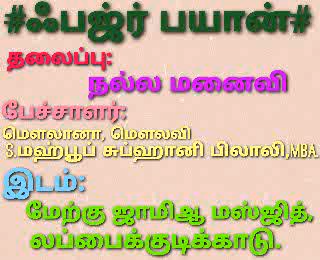 #ஃபஜ்ர் பயான்#
தலைப்பு:
நல்ல மனைவி
பேச்சாளர்:
மௌலானா, மௌலவி
S.மஹ்பூப் சுப்ஹானி பிலாலி,MBA.
இடம்:
மேற்கு ஜாமிஆ மஸ்ஜித்,
லப்பைக்குடிக்காடு.